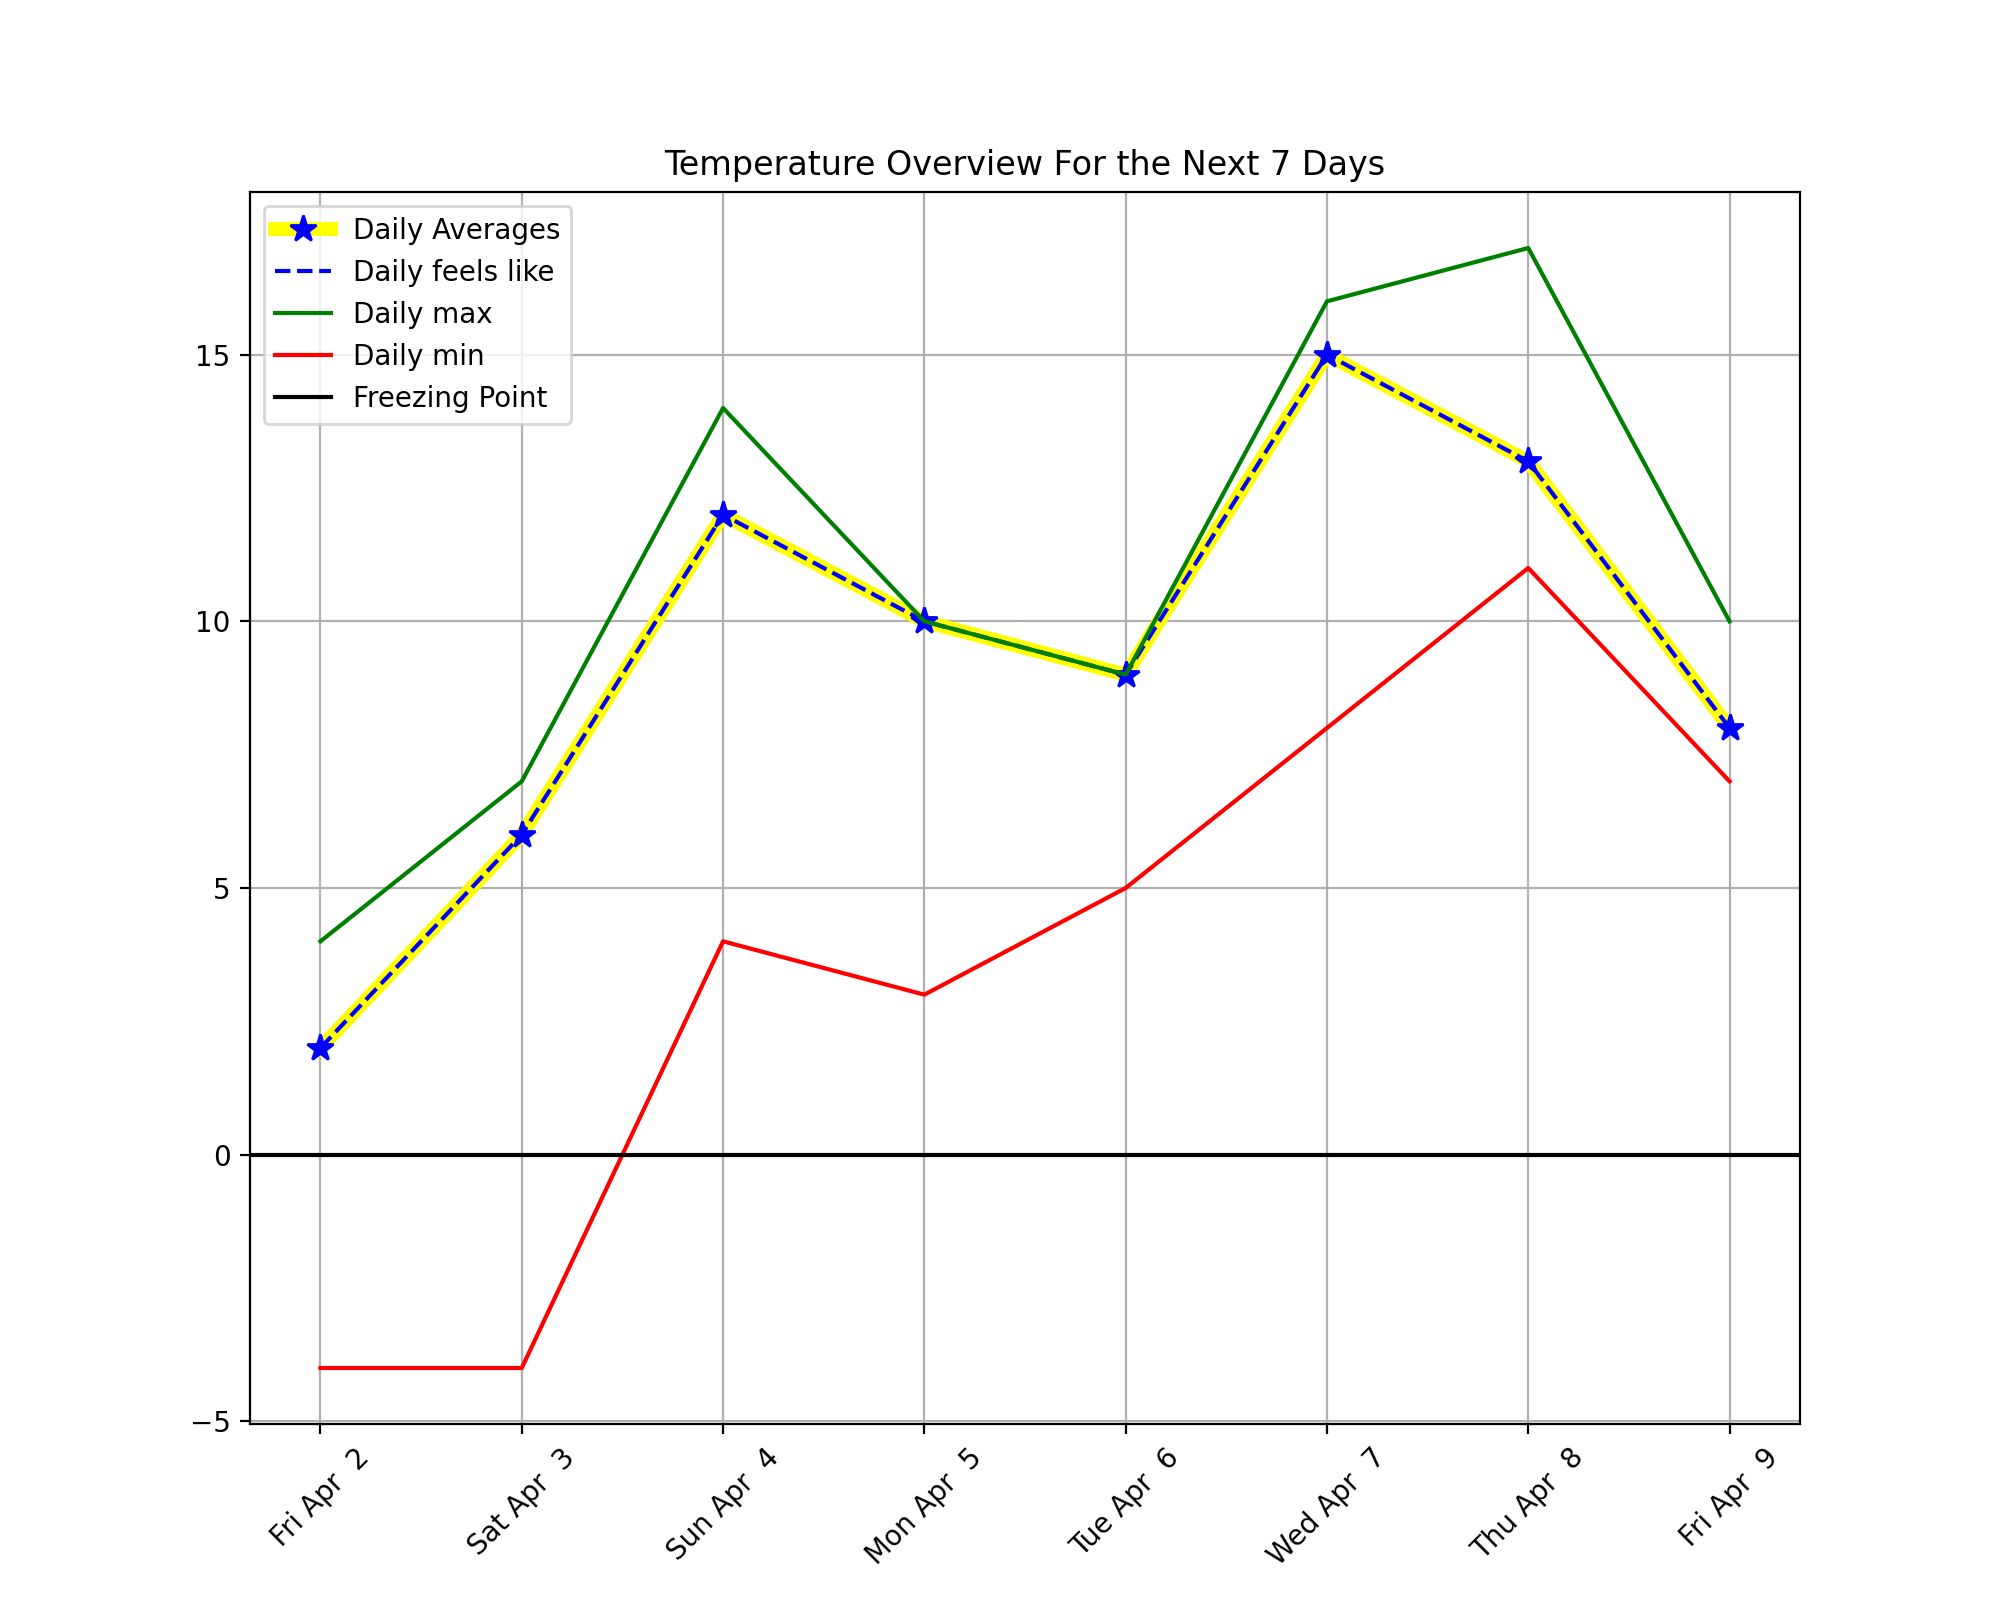 Temperature Overview For the Next 7 Days
Daily Averages
Daily feels like
Daily max
Daily min
Freezing Point
15
10
5
0
−5
Fri Apr  2
Sat Apr  3
Sun Apr  4
Mon Apr  5
Tue Apr  6
Wed Apr  7
Thu Apr  8
Fri Apr  9